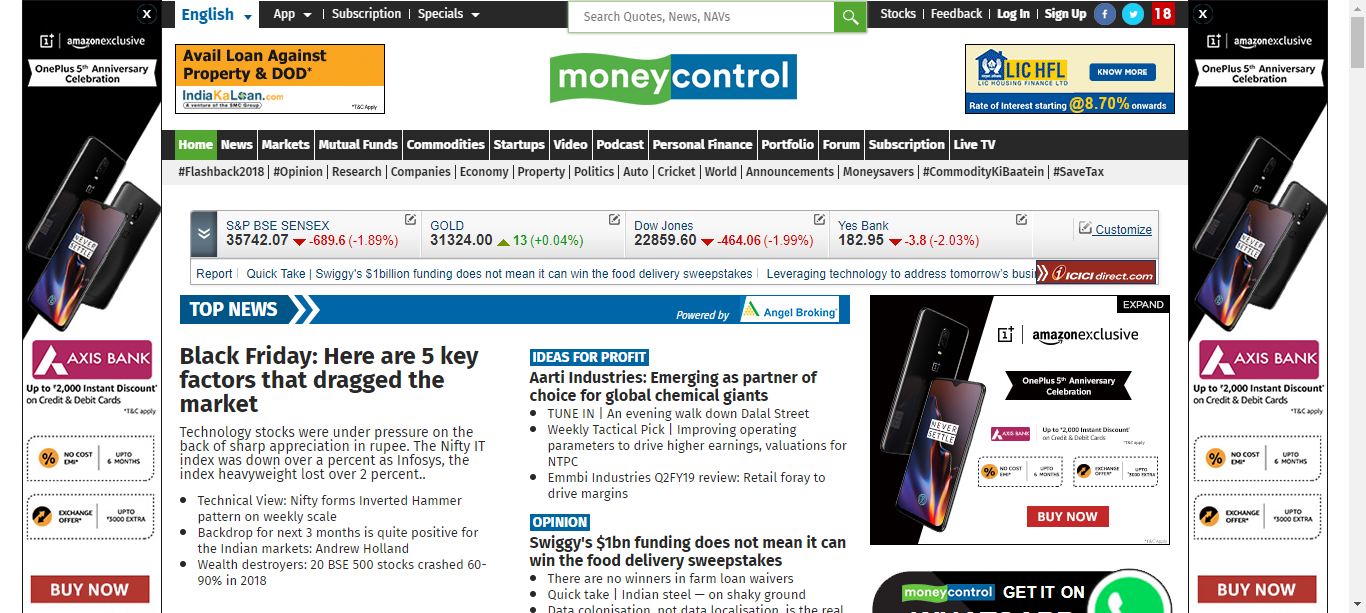 English
App | Subscription | Specials
Search Quotes, News, NAVs
Stocks | Feedback | Log In | Sign Up
18
X
1+ | amazonexclusive
OnePlus 5th Anniversary
Celebration
NEVER
SETTLE
AXIS BANK
Up to ₹2,000 Instant Discount*
on Credit & Debit Cards
*T&C apply
NO COST
EMI*
UPTO
6 MONTHS
EXCHANGE
OFFER*
UPTO
₹3000 EXTRA
BUY NOW
Avail Loan Against
Property & DOD*
IndiaKaLoan.com
A venture of the SMC Group
*T&C Apply
moneycontrol
LIC HFL
LIC HOUSING FINANCE LTD
KNOW MORE
Rate of Interest starting @8.70% onwards
Home News Markets Mutual Funds Commodities Startups Video Podcast Personal Finance Portfolio Forum Subscription Live TV
#Flashback2018 | #Opinion | Research | Companies | Economy | Property | Politics | Auto | Cricket | World | Announcements | Moneysavers | #CommodityKiBaatein | #SaveTax
S&P BSE SENSEX
35742.07 -689.6 (-1.89%)
GOLD
31324.00 13 (+0.04%)
Dow Jones
22859.60 -464.06 (-1.99%)
Yes Bank
182.95 -3.8 (-2.03%)
Customize
Report | Quick Take | Swiggy's $1billion funding does not mean it can win the food delivery sweepstakes | Leveraging technology to address tomorrow's busi
ICICI direct.com
TOP NEWS
Powered by
Angel Broking
Black Friday: Here are 5 key
factors that dragged the
market
Technology stocks were under pressure on the
back of sharp appreciation in rupee. The Nifty IT
index was down over a percent as Infosys, the
index heavyweight lost over 2 percent..
• Technical View: Nifty forms Inverted Hammer
pattern on weekly scale
• Backdrop for next 3 months is quite positive for
the Indian markets: Andrew Holland
• Wealth destroyers: 20 BSE 500 stocks crashed 60-
90% in 2018
IDEAS FOR PROFIT
Aarti Industries: Emerging as partner of
choice for global chemical giants
• TUNE IN | An evening walk down Dalal Street
• Weekly Tactical Pick | Improving operating
parameters to drive higher earnings, valuations for
NTPC
• Emmbi Industries Q2FY19 review: Retail foray to
drive margins
OPINION
Swiggy's $1bn funding does not mean it can
win the food delivery sweepstakes
• There are no winners in farm loan waivers
• Quick take | Indian steel — on shaky ground
• Data colonisation, not data localisation, is the real
EXPAND
1+ | amazonexclusive
OnePlus 5th Anniversary
Celebration
NEVER
SETTLE
AXIS BANK
Up to ₹2,000 Instant Discount*
on Credit & Debit Cards
*T&C apply
NO COST
EMI*
UPTO
6 MONTHS
EXCHANGE
OFFER*
UPTO
₹3000 EXTRA
BUY NOW
*T&C Apply
moneycontrol GET IT ON
X
1+ | amazonexclusive
OnePlus 5th Anniversary
Celebration
NEVER
SETTLE
AXIS BANK
Up to ₹2,000 Instant Discount*
on Credit & Debit Cards
*T&C apply
NO COST
EMI*
UPTO
6 MONTHS
EXCHANGE
OFFER*
UPTO
₹3000 EXTRA
BUY NOW